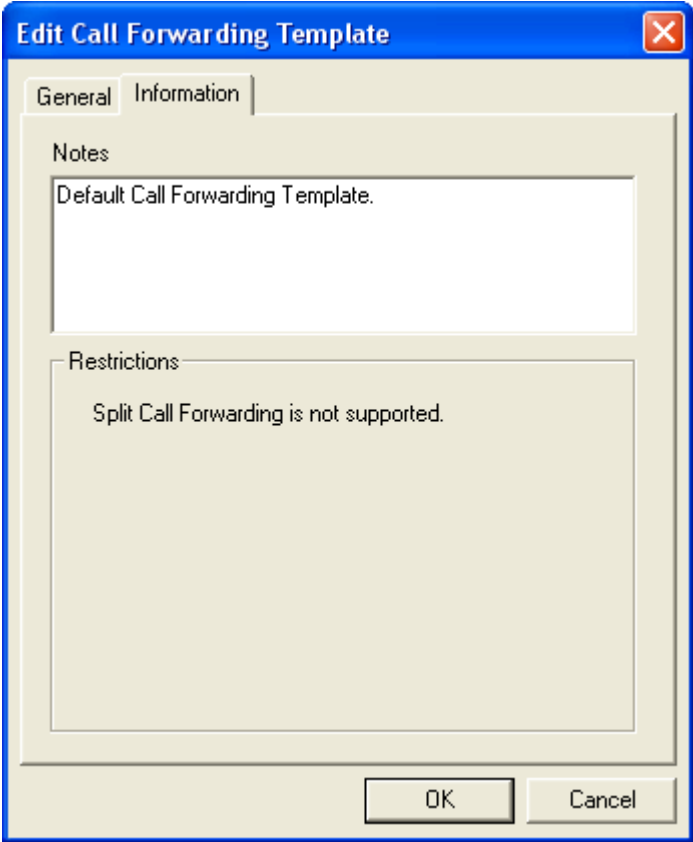 Edit Call Forwarding Template
General Information
Notes
Default Call Forwarding Template.
Restrictions
Split Call Forwarding is not supported.
OK Cancel